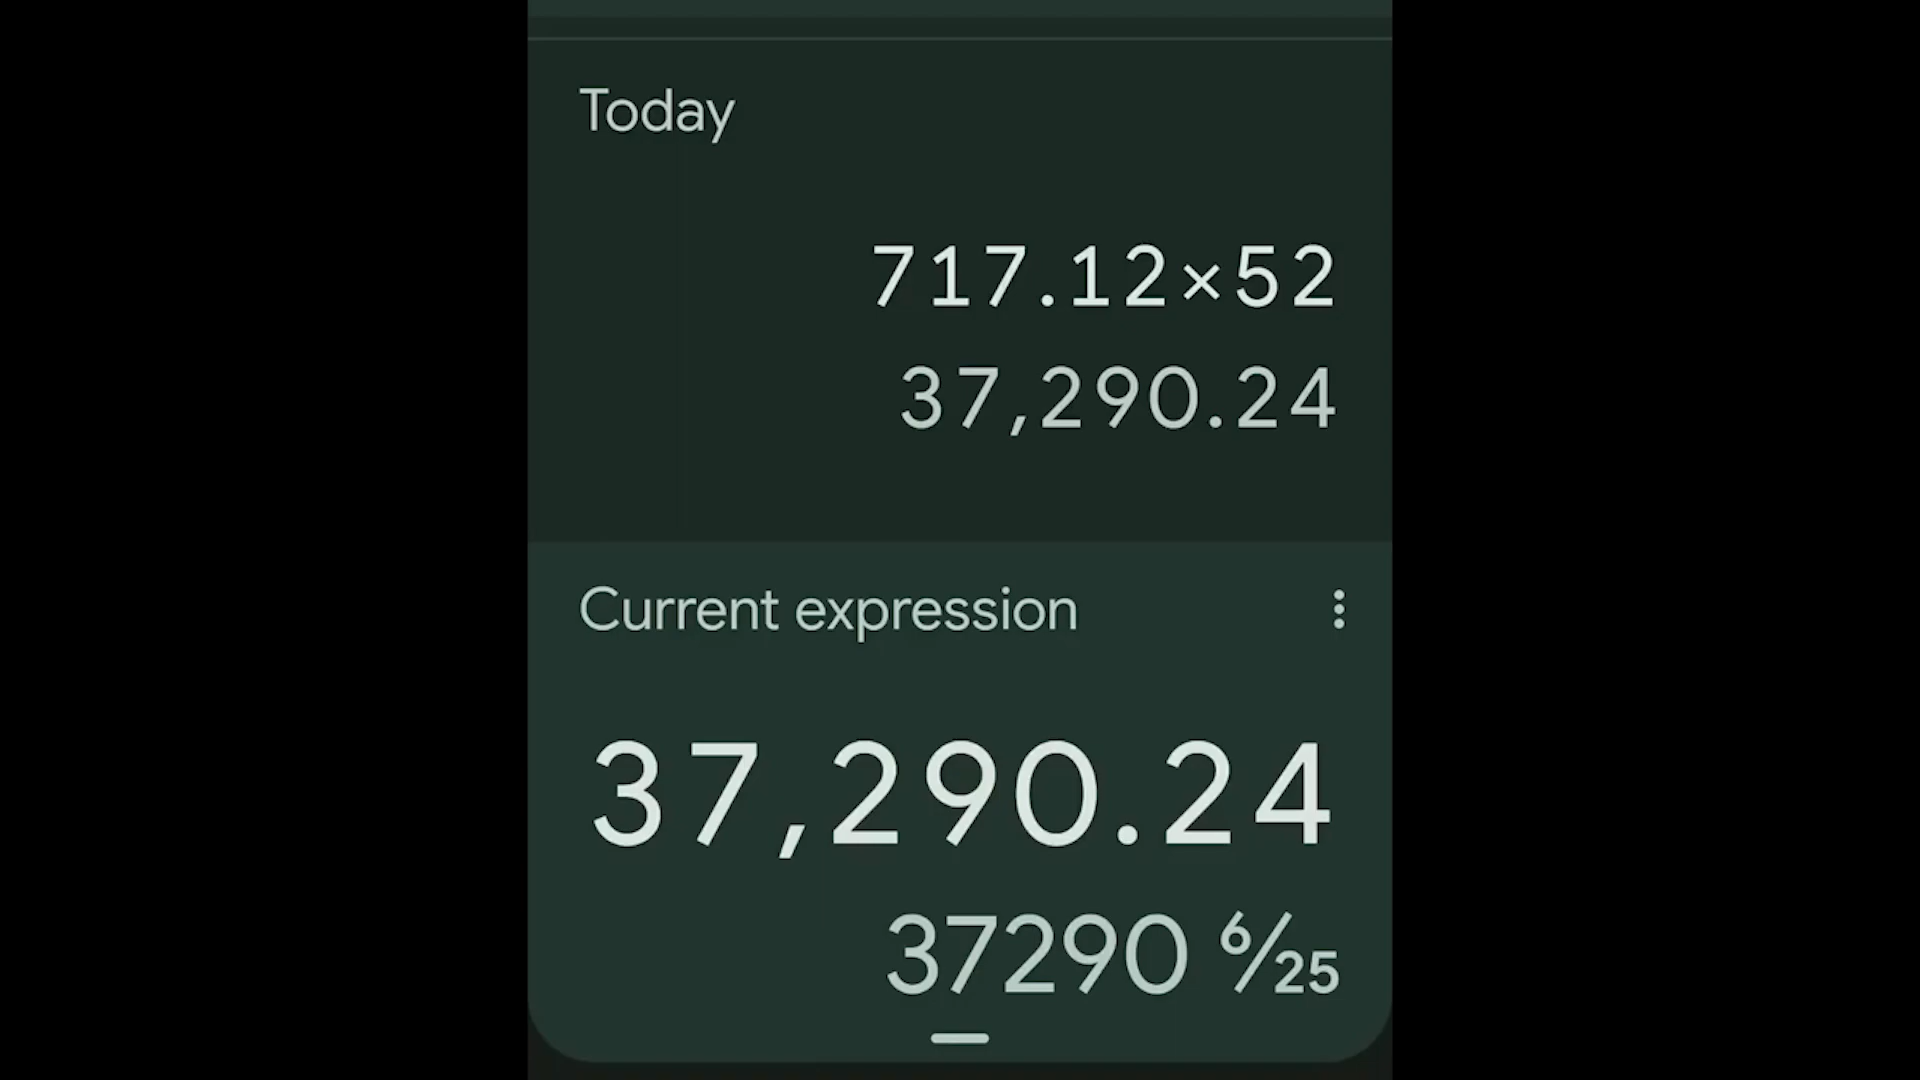 Today
717.12×52
37,290.24
Current expression
37,290.24
37290 ⁶⁄₂₅